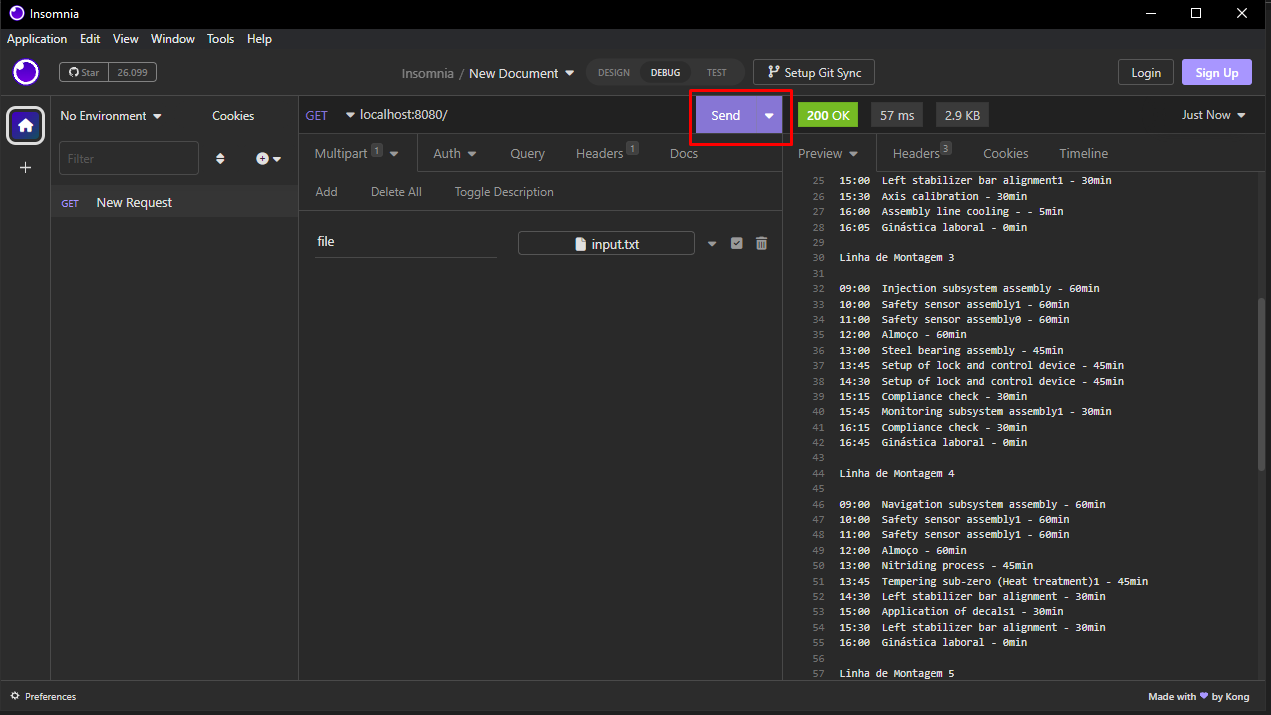 Insomnia
Application Edit View Window Tools Help
Star 26.099
Insomnia / New Document
DESIGN DEBUG TEST
Setup Git Sync
Login Sign Up
No Environment Cookies
Filter
GET New Request
GET localhost:8080/ Send
200 OK 57 ms 2.9 KB Just Now
Multipart 1 Auth Query Headers 1 Docs
Add Delete All Toggle Description
file input.txt
Preview Headers 3 Cookies Timeline
25 15:00 Left stabilizer bar alignment1 - 30min
26 15:30 Axis calibration - 30min
27 16:00 Assembly line cooling - - 5min
28 16:05 Ginástica laboral - 0min
29
30 Linha de Montagem 3
31
32 09:00 Injection subsystem assembly - 60min
33 10:00 Safety sensor assembly1 - 60min
34 11:00 Safety sensor assembly0 - 60min
35 12:00 Almoço - 60min
36 13:00 Steel bearing assembly - 45min
37 13:45 Setup of lock and control device - 45min
38 14:30 Setup of lock and control device - 45min
39 15:15 Compliance check - 30min
40 15:45 Monitoring subsystem assembly1 - 30min
41 16:15 Compliance check - 30min
42 16:45 Ginástica laboral - 0min
43
44 Linha de Montagem 4
45
46 09:00 Navigation subsystem assembly - 60min
47 10:00 Safety sensor assembly1 - 60min
48 11:00 Safety sensor assembly1 - 60min
49 12:00 Almoço - 60min
50 13:00 Nitriding process - 45min
51 13:45 Tempering sub-zero (Heat treatment)1 - 45min
52 14:30 Left stabilizer bar alignment - 30min
53 15:00 Application of decals1 - 30min
54 15:30 Left stabilizer bar alignment - 30min
55 16:00 Ginástica laboral - 0min
56
57 Linha de Montagem 5
Preferences
Made with by Kong